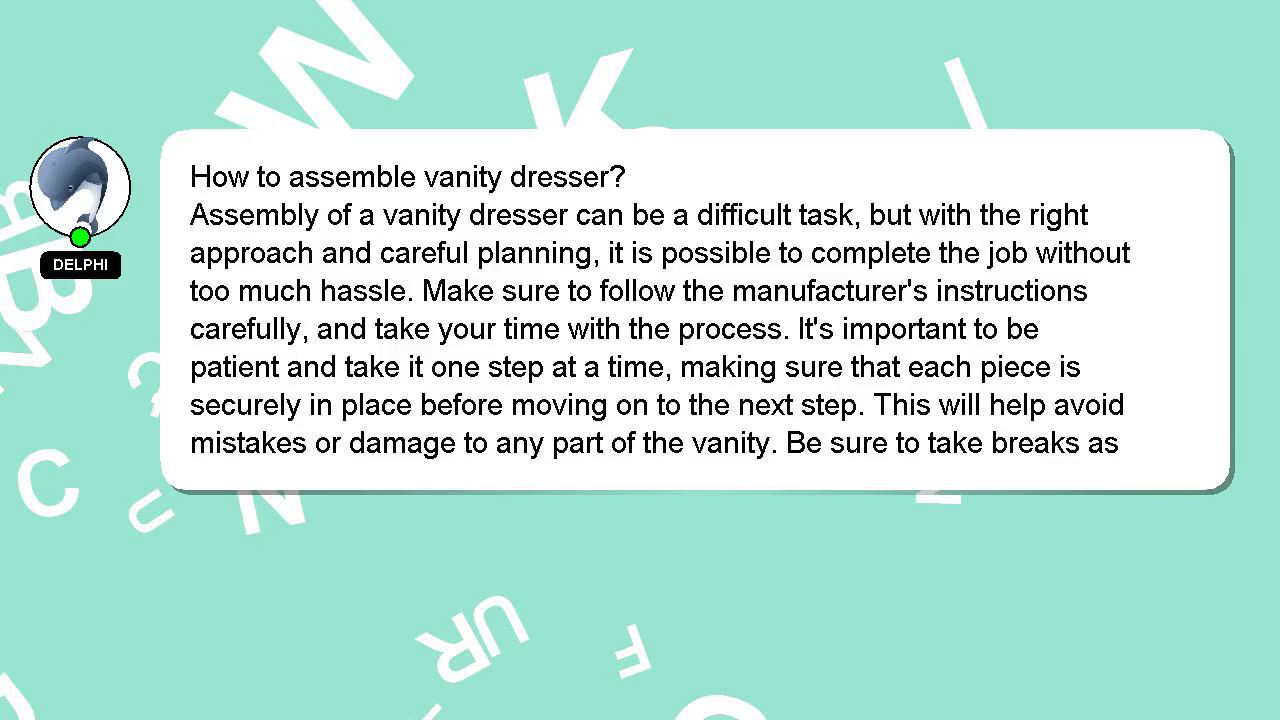 How to assemble vanity dresser?
Assembly of a vanity dresser can be a difficult task, but with the right
approach and careful planning, it is possible to complete the job without
too much hassle. Make sure to follow the manufacturer's instructions
carefully, and take your time with the process. It's important to be
patient and take it one step at a time, making sure that each piece is
securely in place before moving on to the next step. This will help avoid
mistakes or damage to any part of the vanity. Be sure to take breaks as
DELPHI
W
K
B
C
U
N
UR
F